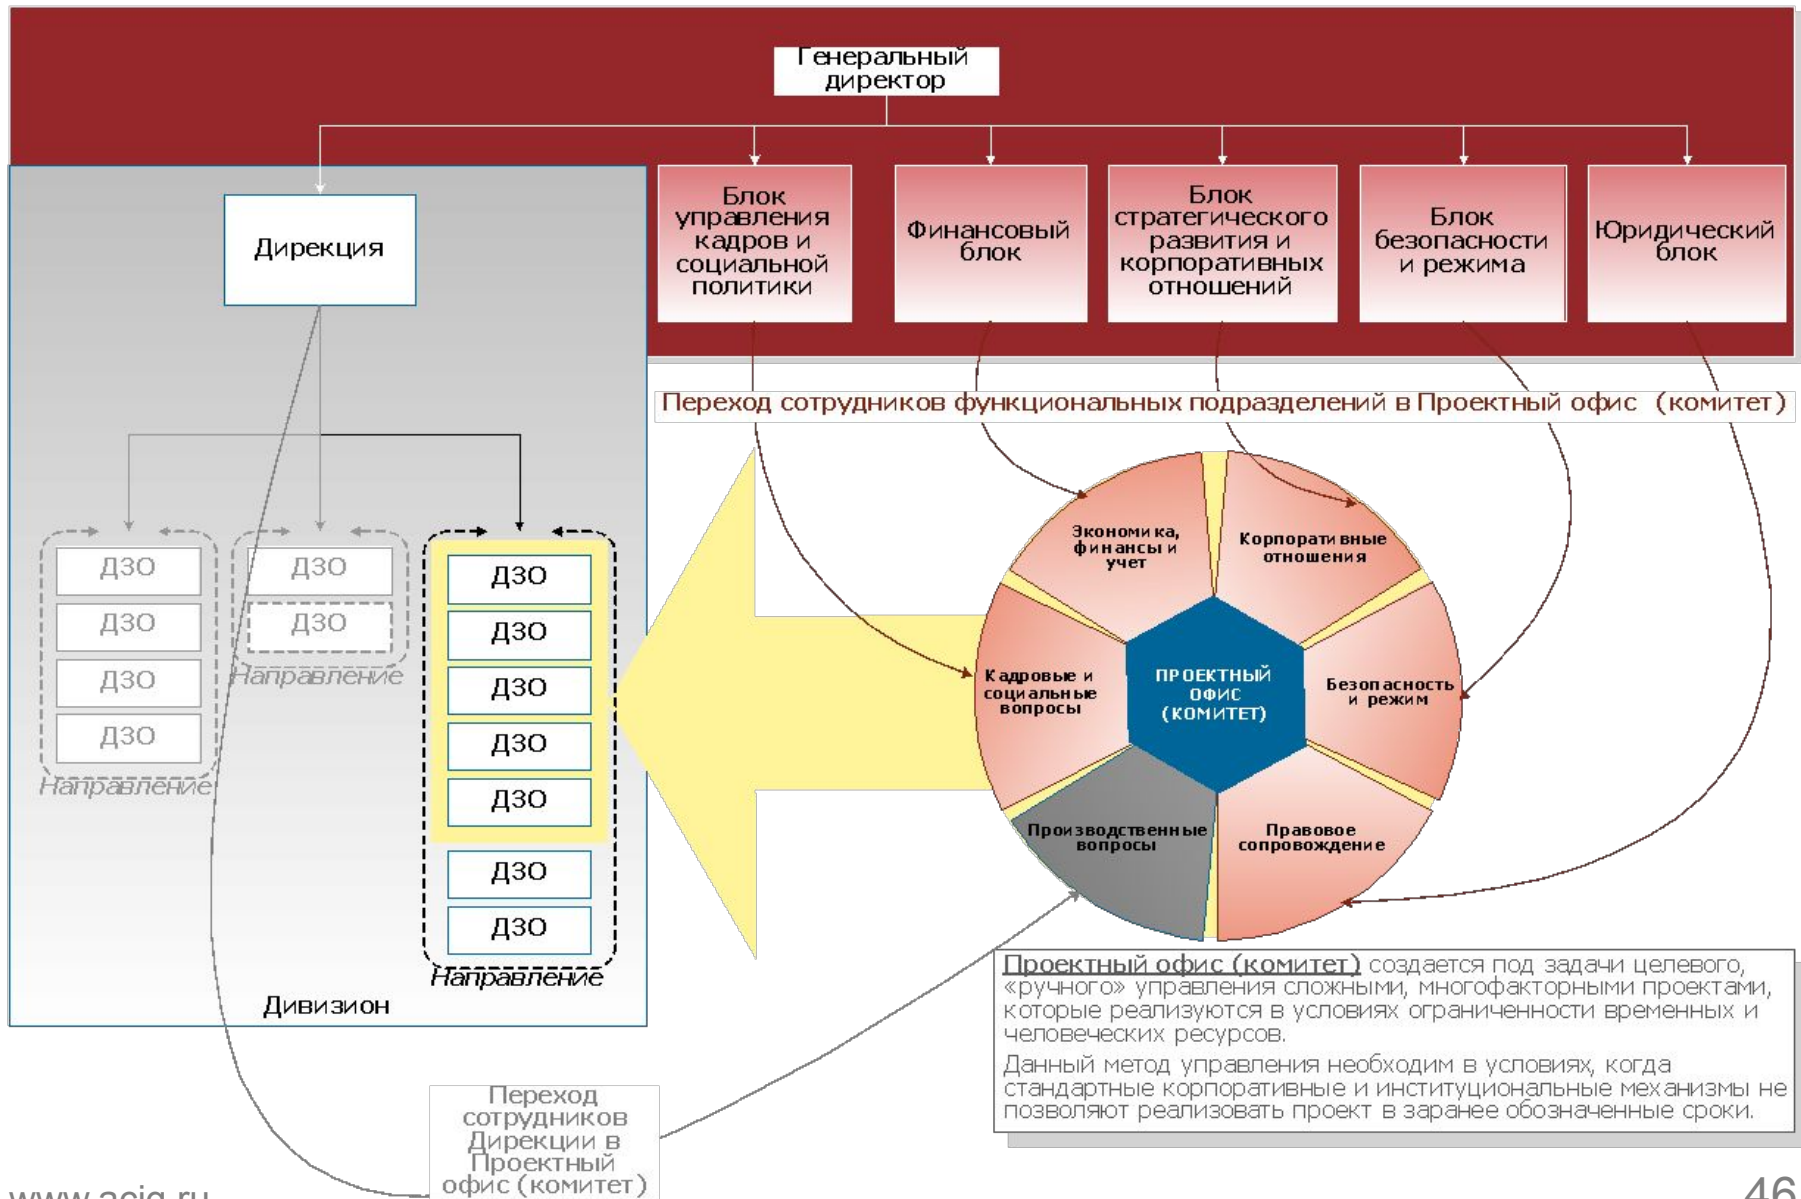 Генеральный
директор
Дирекция
Блок
управления
кадров и
социальной
политики
Финансовый
блок
Блок
стратегического
развития и
корпоративных
отношений
Блок
безопасности
и режима
Юридический
блок
Переход сотрудников функциональных подразделений в Проектный офис (комитет)
ДЗО
ДЗО
ДЗО
ДЗО
Направление
ДЗО
ДЗО
Направление
ДЗО
ДЗО
ДЗО
ДЗО
ДЗО
ДЗО
ДЗО
Направление
Дивизион
Экономика,
финансы и
учет
Корпоративные
отношения
Кадровые и
социальные
вопросы
ПРОЕКТНЫЙ
ОФИС
(КОМИТЕТ)
Безопасность
и режим
Производственные
вопросы
Правовое
сопровождение
Проектный офис (комитет) создается под задачи целевого,
«ручного» управления сложными, многофакторными проектами,
которые реализуются в условиях ограниченности временных и
человеческих ресурсов.
Данный метод управления необходим в условиях, когда
стандартные корпоративные и институциональные механизмы не
позволяют реализовать проект в заранее обозначенные сроки.
Переход
сотрудников
Дирекции в
Проектный
офис (комитет)
www.acig.ru
46